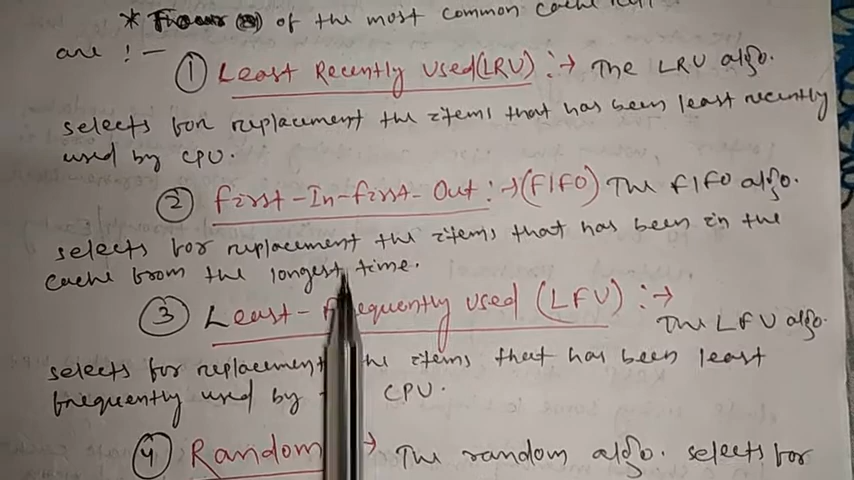 * of the most common cache
are : —
① Least Recently Used(LRU) :→ The LRU algo.
selects for replacement the items that has been least recently
used by CPU.
② First-In-First-Out :→(FIFO) The FIFO algo.
selects for replacement the items that has been in the
cache from the longest time.
③ Least-Frequently used (LFU) :→ The LFU algo.
selects for replacement the items that has been least
frequently used by CPU.
④ Random → The random algo. selects for